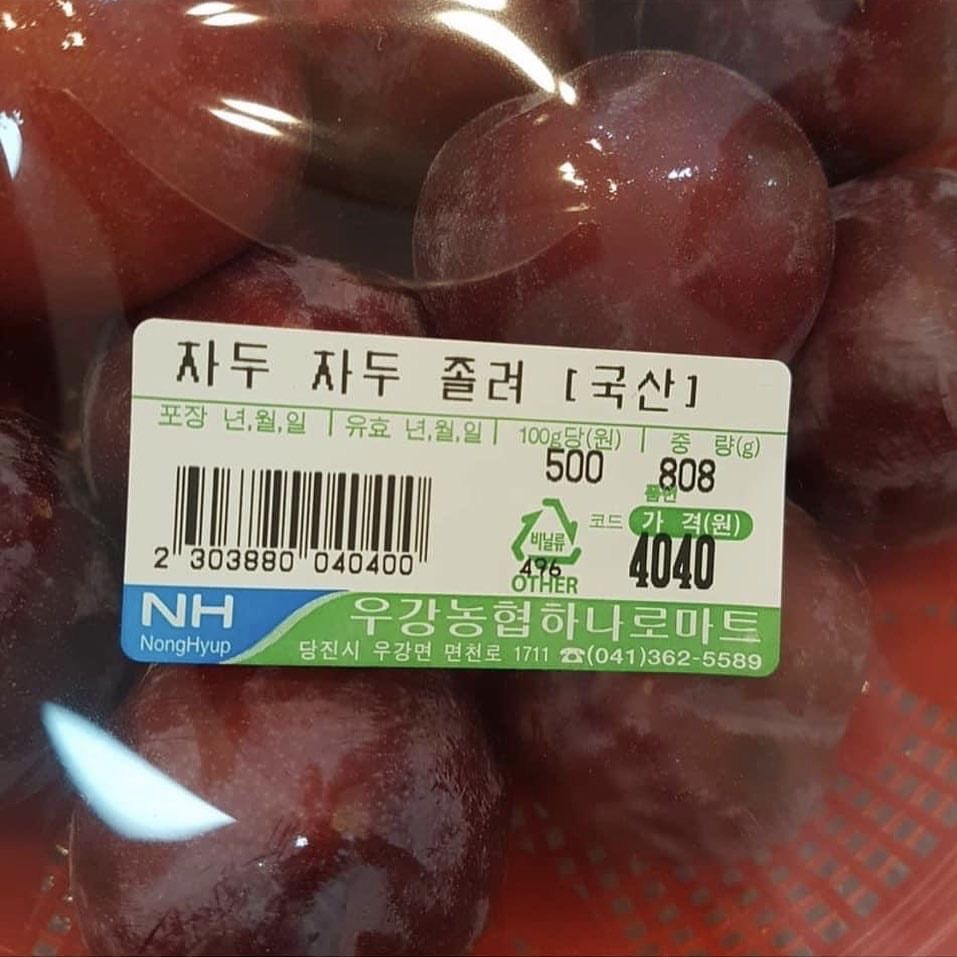 자두 자두 졸려 [국산]
포장 년,월,일 유효 년,월,일 100g당(원) 중 량(g)
500 808
코드 가 격(원)
비닐류
496 4040
OTHER
2 303880 040400
NH 우강농협하나로마트
NongHyup 당진시 우강면 면천로 1711 ☎(041)362-5589